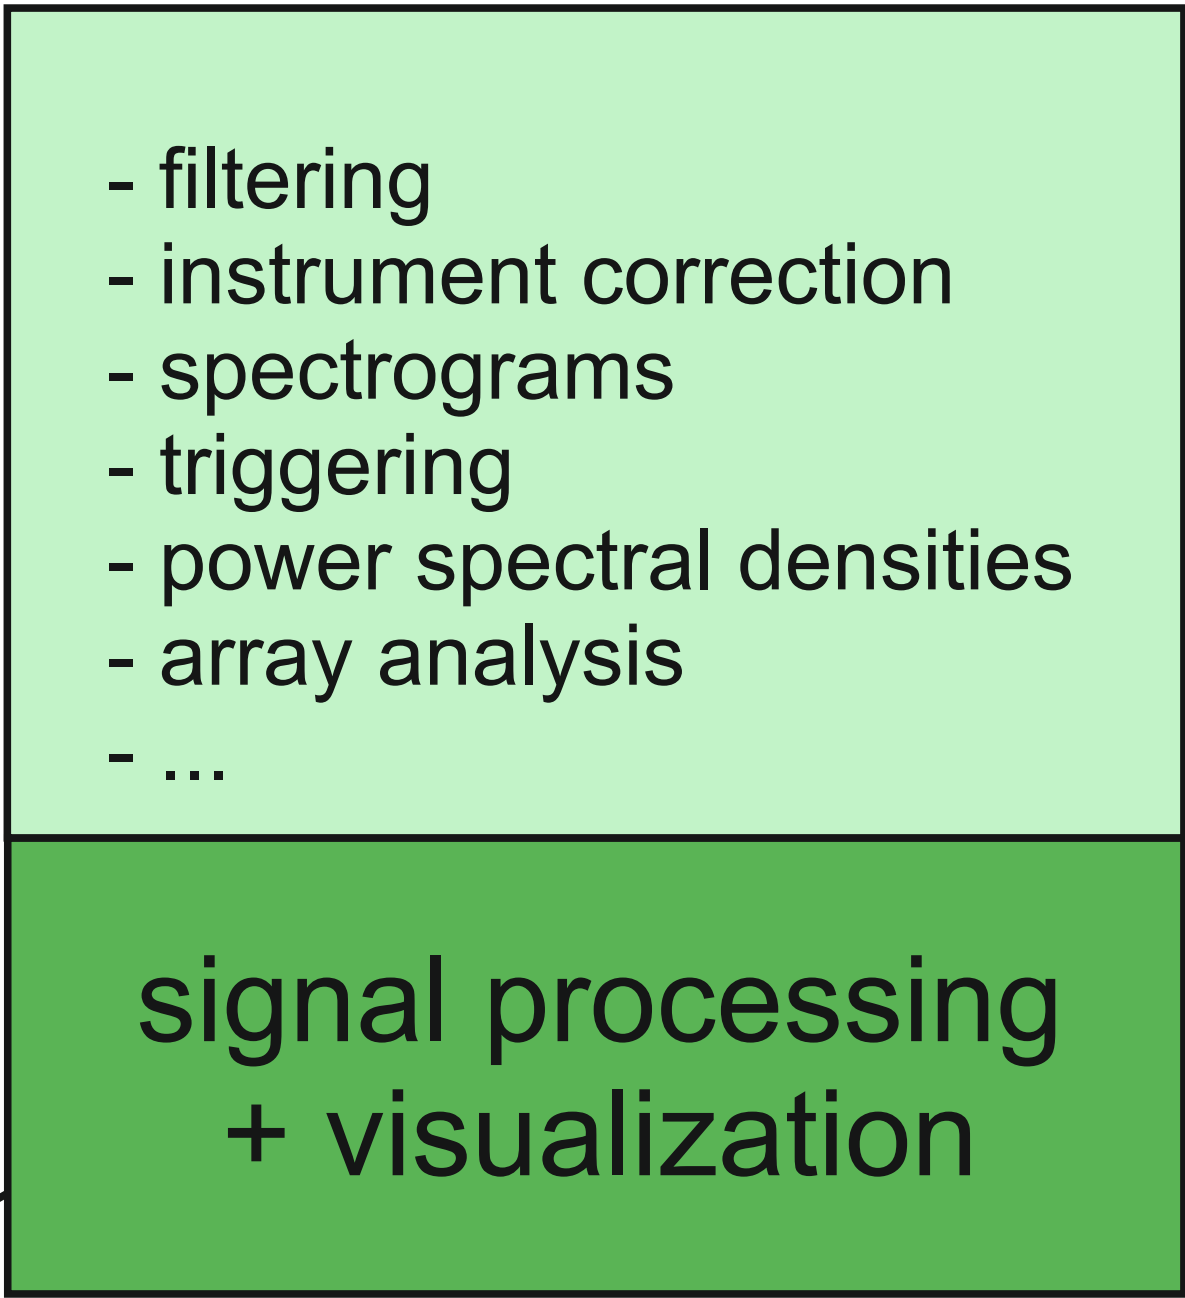 - filtering
- instrument correction
- spectrograms
- triggering
- power spectral densities
- array analysis
- ...
signal processing
+ visualization